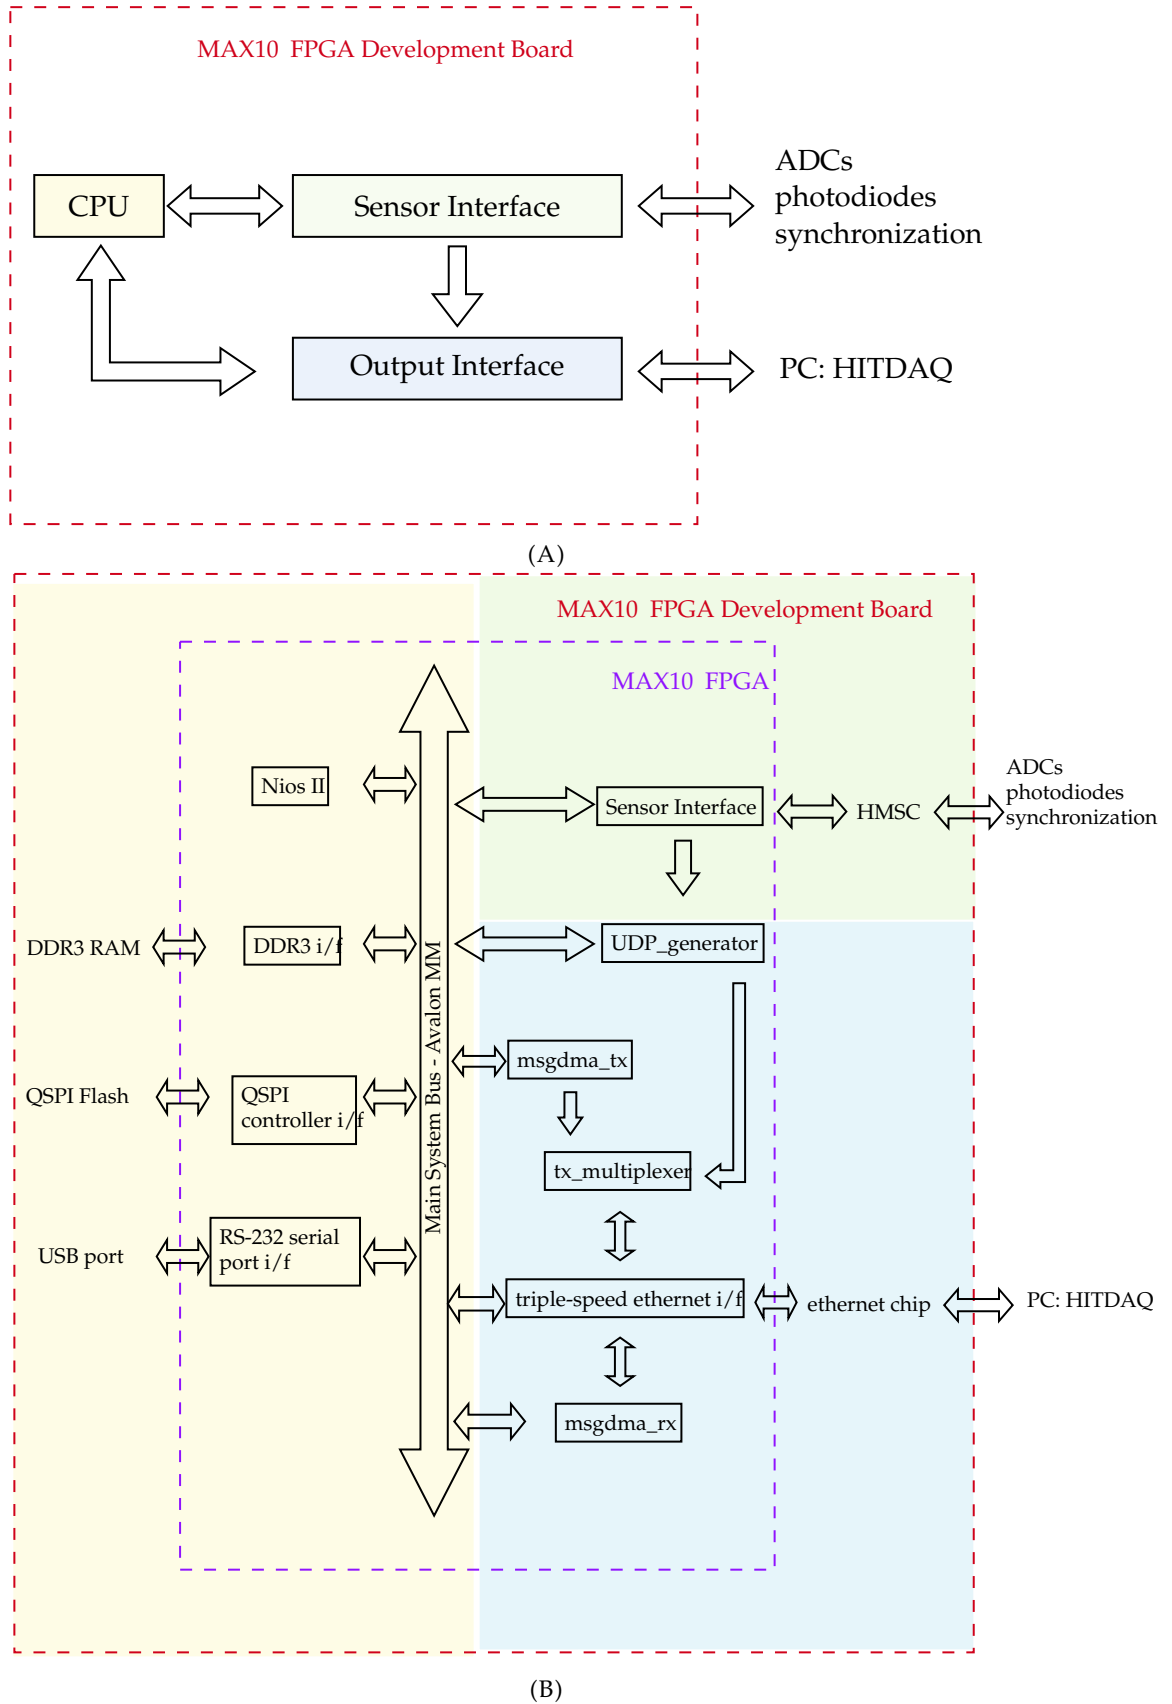 MAX10 FPGA Development Board
CPU
Sensor Interface
ADCs
photodiodes
synchronization
Output Interface
PC: HITDAQ
(A)
MAX10 FPGA Development Board
MAX10 FPGA
Nios II
Sensor Interface
HMSC
ADCs
photodiodes
synchronization
DDR3 RAM
DDR3 i/f
Main System Bus - Avalon MM
UDP_generator
msgdma_tx
QSPI Flash
QSPI
controller i/f
tx_multiplexer
USB port
RS-232 serial
port i/f
triple-speed ethernet i/f
ethernet chip
PC: HITDAQ
msgdma_rx
(B)